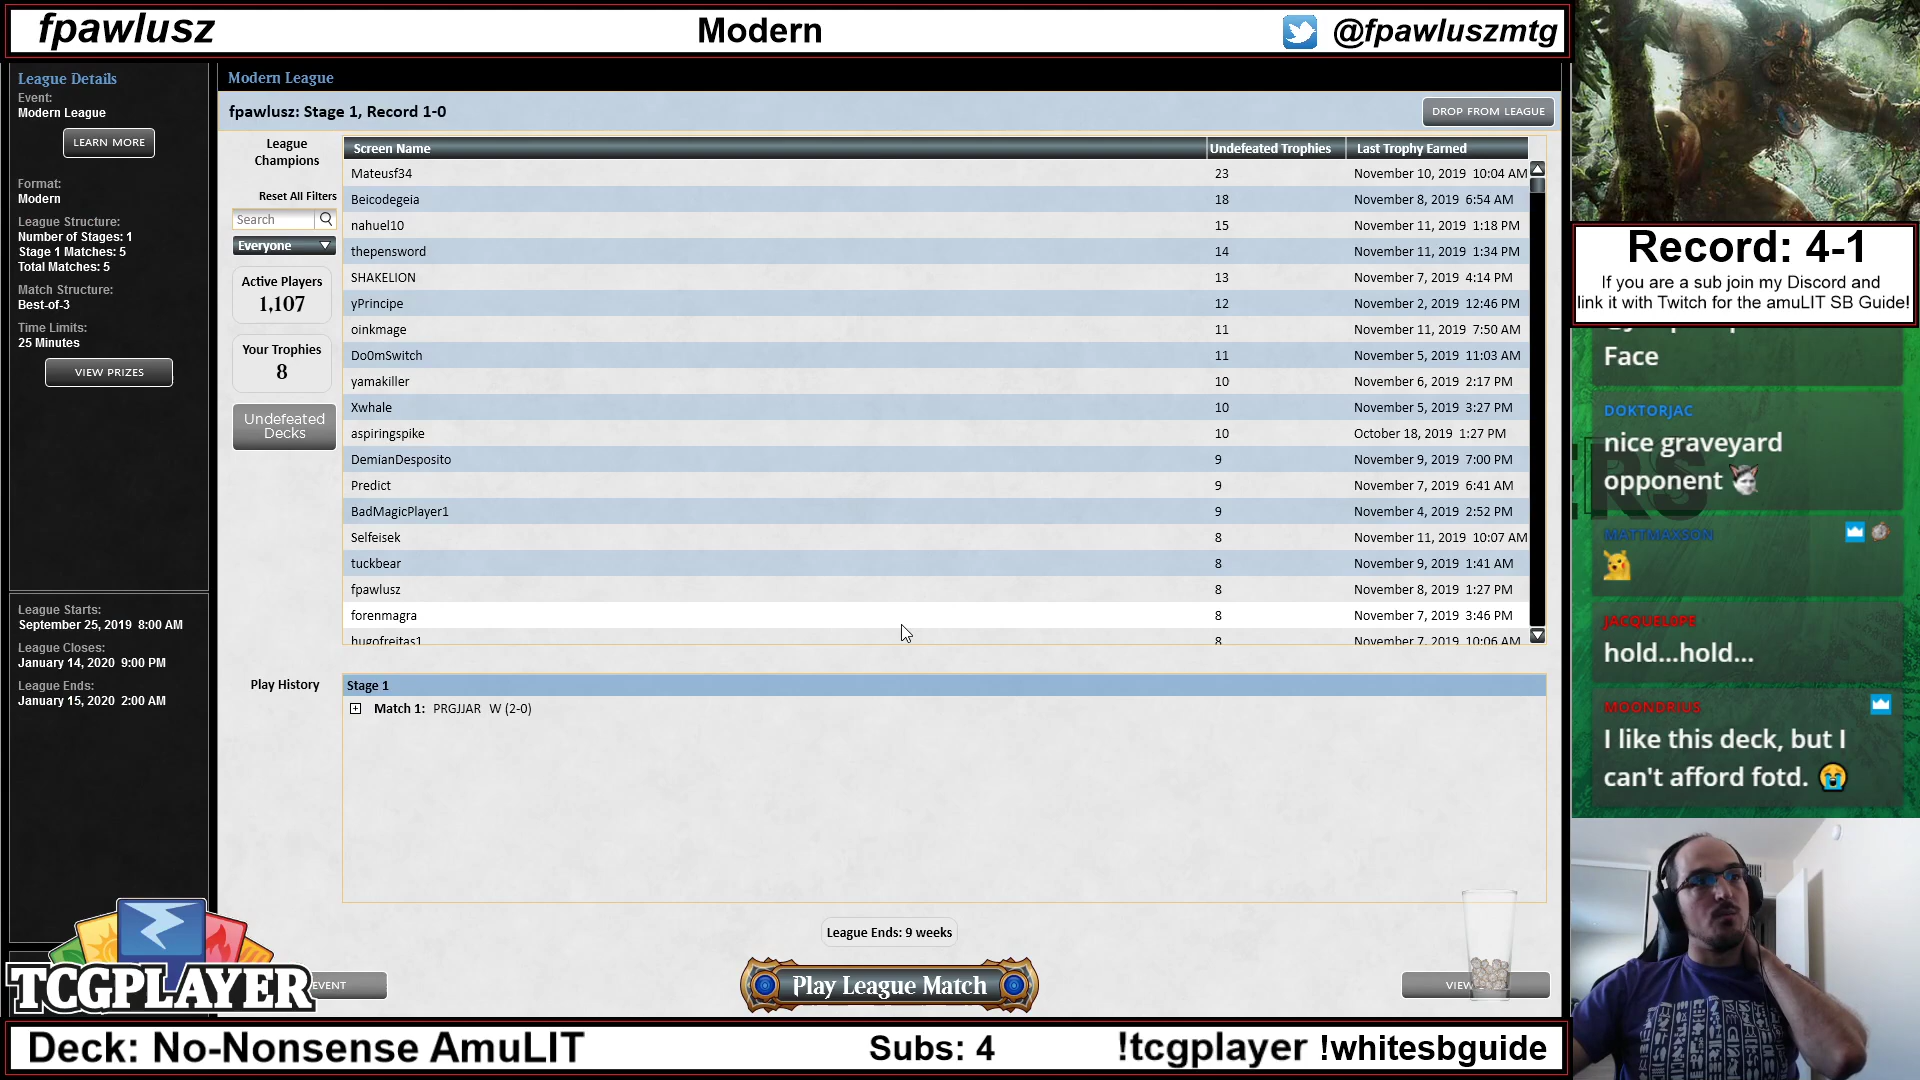 fpawlusz
Modern
@fpawluszmtg
League Details
Event:
Modern League
LEARN MORE
Format:
Modern
League Structure:
Number of Stages: 1
Stage 1 Matches: 5
Total Matches: 5
Match Structure:
Best-of-3
Time Limits:
25 Minutes
VIEW PRIZES
League Starts:
September 25, 2019 8:00 AM
League Closes:
January 14, 2020 9:00 PM
League Ends:
January 15, 2020 2:00 AM
Modern League
fpawlusz: Stage 1, Record 1-0
DROP FROM LEAGUE
League
Champions
Reset All Filters
Search
Everyone
Active Players
1,107
Your Trophies
8
Undefeated
Decks
Screen Name Undefeated Trophies Last Trophy Earned
Mateusf34 23 November 10, 2019 10:04 AM
Beicodegeia 18 November 8, 2019 6:54 AM
nahuel10 15 November 11, 2019 1:18 PM
thepensword 14 November 11, 2019 1:34 PM
SHAKELION 13 November 7, 2019 4:14 PM
yPrincipe 12 November 2, 2019 12:46 PM
oinkmage 11 November 11, 2019 7:50 AM
Do0mSwitch 11 November 5, 2019 11:03 AM
yamakiller 10 November 6, 2019 2:17 PM
Xwhale 10 November 5, 2019 3:27 PM
aspiringspike 10 October 18, 2019 1:27 PM
DemianDesposito 9 November 9, 2019 7:00 PM
Predict 9 November 7, 2019 6:41 AM
BadMagicPlayer1 9 November 4, 2019 2:52 PM
Selfeisek 8 November 11, 2019 10:07 AM
tuckbear 8 November 9, 2019 1:41 AM
fpawlusz 8 November 8, 2019 1:27 PM
forenmagra 8 November 7, 2019 3:46 PM
hugofreitas1 8 November 7, 2019 10:06 AM
Play History
Stage 1
Match 1: PRGJJAR W (2-0)
League Ends: 9 weeks
Play League Match
EVENT
VIEW
TCGPLAYER
Record: 4-1
If you are a sub join my Discord and
link it with Twitch for the amuLIT SB Guide!
Face
DOKTORJAC
nice graveyard
opponent
MATTMAXSON
JACQUELBPE
hold...hold...
MOONDRIUS
I like this deck, but I
can't afford fotd. 😭
Deck: No-Nonsense AmuLIT
Subs: 4
!tcgplayer !whitesbguide